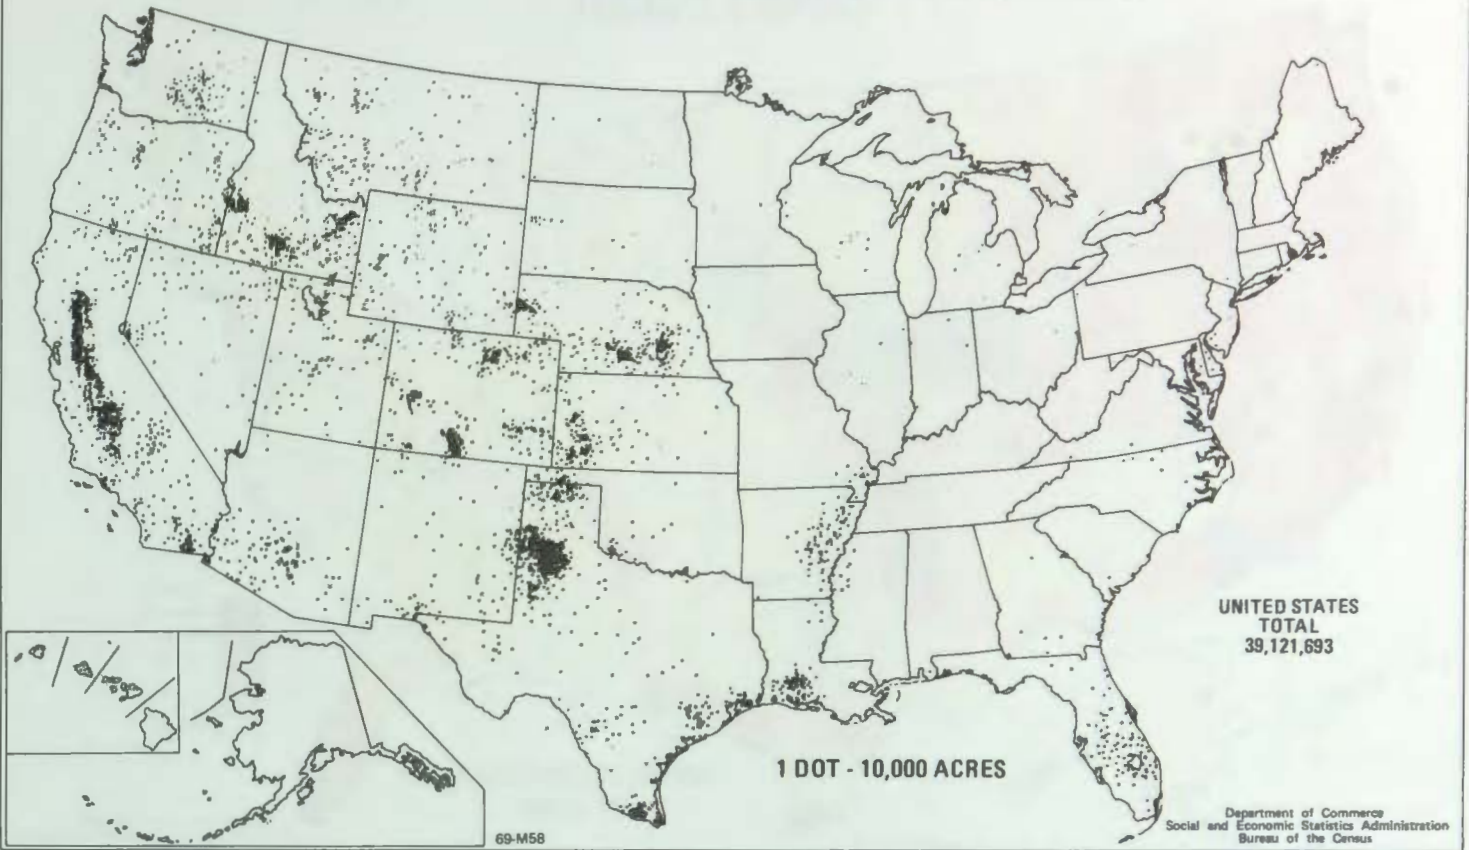 UNITED STATES
TOTAL
39,121,693
1 DOT - 10,000 ACRES
Department of Commerce
Social and Economic Statistics Administration
Bureau of the Census
69-M58